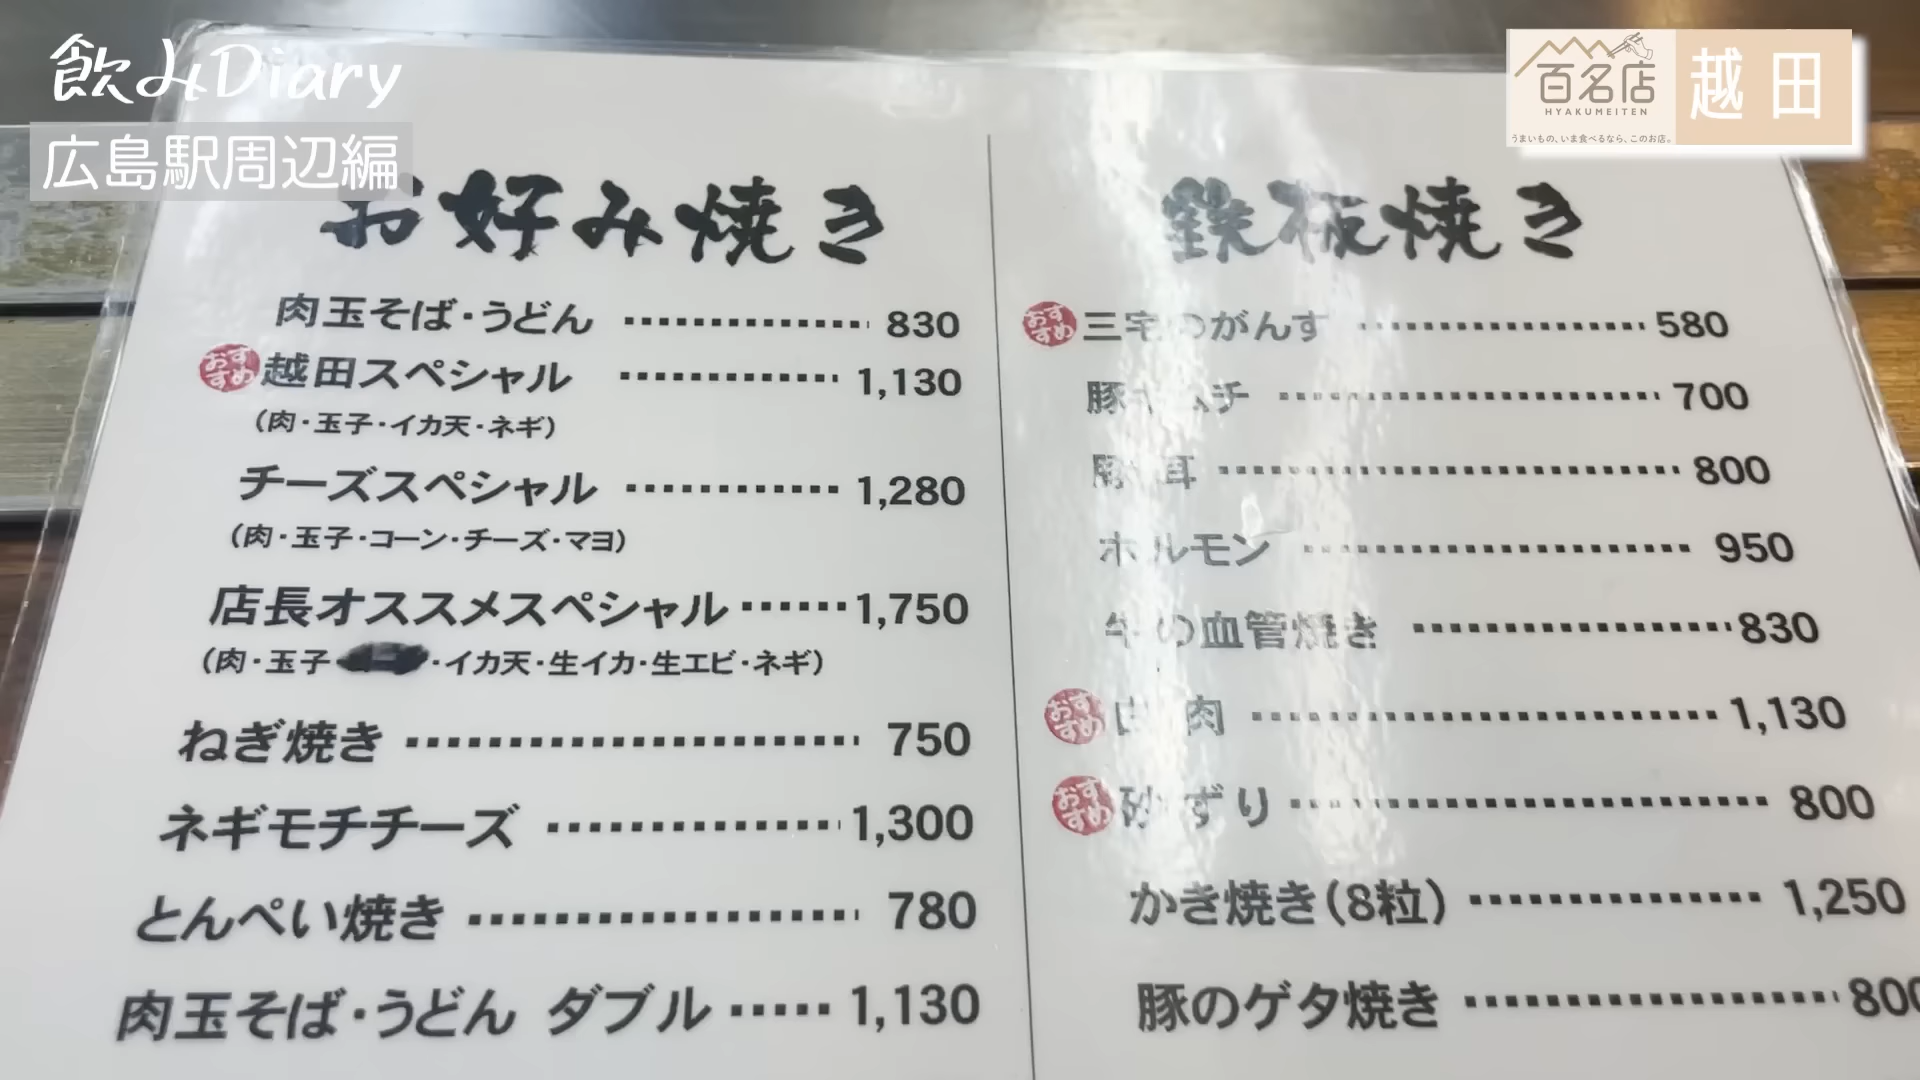 飲みDiary
広島駅周辺編
百名店
HYAKUMEITEN
うまいもの、いま食べるなら、このお店。
越田
お好み焼き
肉玉そば・うどん 830
おすすめ 越田スペシャル 1,130
(肉・玉子・イカ天・ネギ)
チーズスペシャル 1,280
(肉・玉子・コーン・チーズ・マヨ)
店長オススメスペシャル 1,750
(肉・玉子・イカ天・生イカ・生エビ・ネギ)
ねぎ焼き 750
ネギモチチーズ 1,300
とんぺい焼き 780
肉玉そば・うどん ダブル 1,130
鉄板焼き
おすすめ 三宅のがんす 580
豚キムチ 700
豚耳 800
ホルモン 950
牛の血管焼き 830
おすすめ 肉 1,130
おすすめ 砂ずり 800
かき焼き(8粒) 1,250
豚のゲタ焼き 800